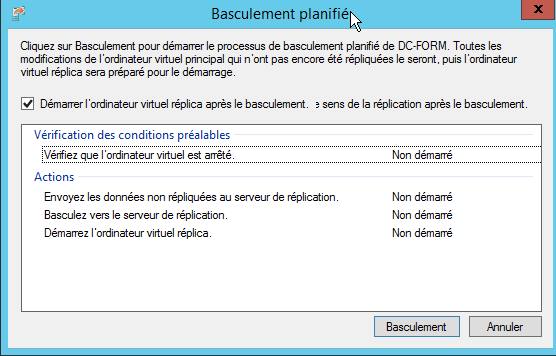 Basculement planifié
Cliquez sur Basculement pour démarrer le processus de basculement planifié de DC-FORM. Toutes les
modifications de l'ordinateur virtuel principal qui n'ont pas encore été répliquées le seront, puis l'ordinateur
virtuel réplica sera préparé pour le démarrage.
Démarrer l'ordinateur virtuel réplica après le basculement. e sens de la réplication après le basculement.
Vérification des conditions préalables
Vérifiez que l'ordinateur virtuel est arrêté. Non démarré
Actions
Envoyez les données non répliquées au serveur de réplication. Non démarré
Basculez vers le serveur de réplication. Non démarré
Démarrez l'ordinateur virtuel réplica. Non démarré
Basculement Annuler